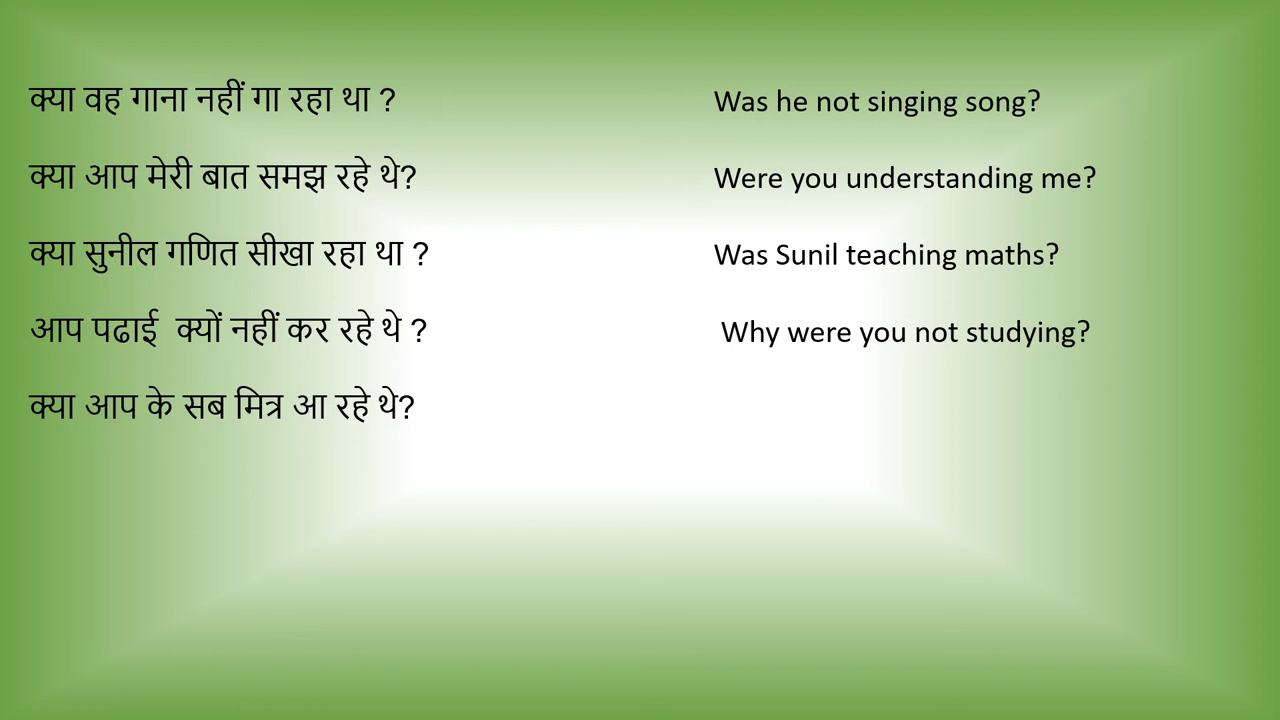 क्या वह गाना नहीं गा रहा था ? Was he not singing song?
क्या आप मेरी बात समझ रहे थे? Were you understanding me?
क्या सुनील गणित सीखा रहा था ? Was Sunil teaching maths?
आप पढाई क्यों नहीं कर रहे थे ? Why were you not studying?
क्या आप के सब मित्र आ रहे थे?